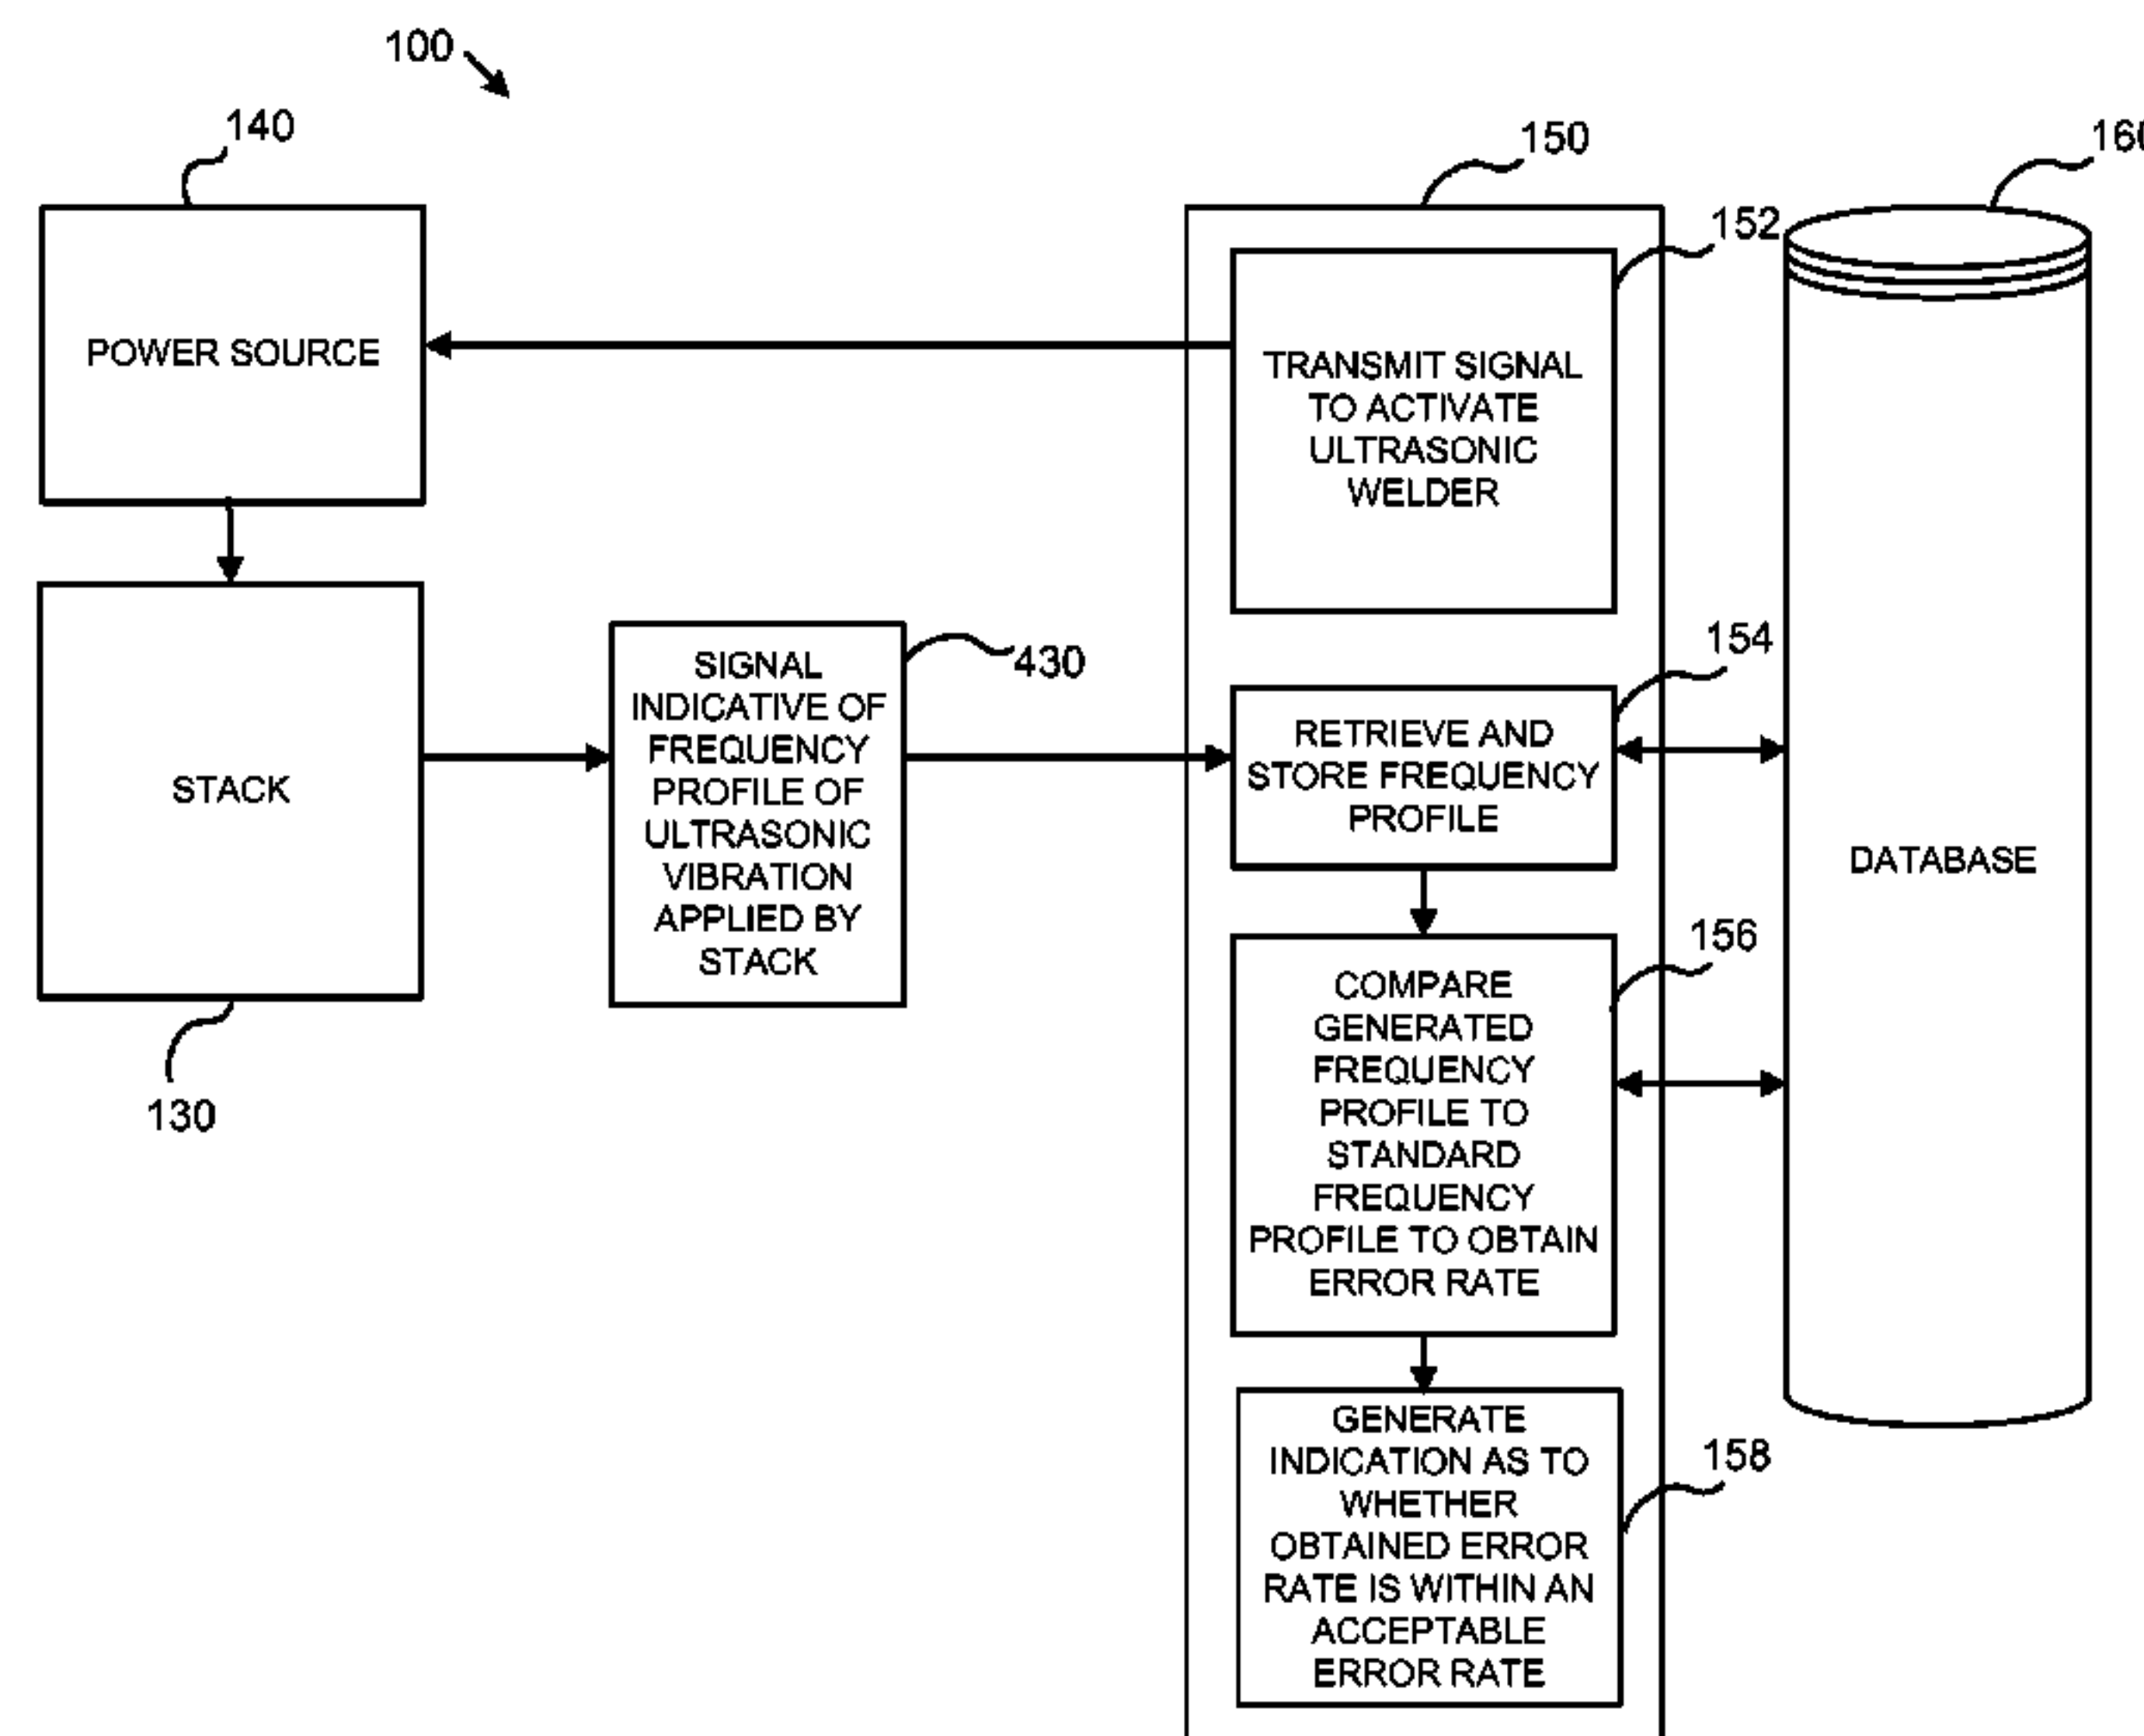 100
140
150
160
152
POWER SOURCE
TRANSMIT SIGNAL
TO ACTIVATE
ULTRASONIC
WELDER
STACK
130
SIGNAL
INDICATIVE OF
FREQUENCY
PROFILE OF
ULTRASONIC
VIBRATION
APPLIED BY
STACK
430
154
RETRIEVE AND
STORE FREQUENCY
PROFILE
DATABASE
156
COMPARE
GENERATED
FREQUENCY
PROFILE TO
STANDARD
FREQUENCY
PROFILE TO OBTAIN
ERROR RATE
158
GENERATE
INDICATION AS TO
WHETHER
OBTAINED ERROR
RATE IS WITHIN AN
ACCEPTABLE
ERROR RATE